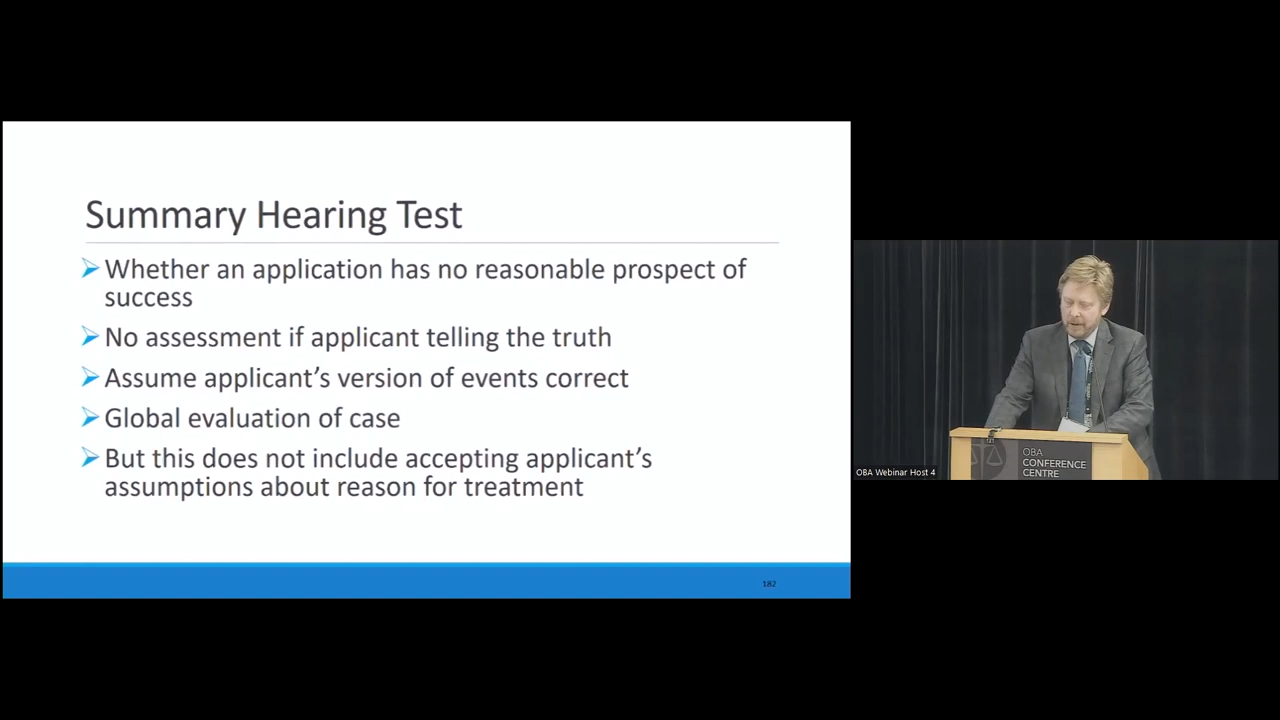 Summary Hearing Test
Whether an application has no reasonable prospect of
success
No assessment if applicant telling the truth
Assume applicant's version of events correct
Global evaluation of case
But this does not include accepting applicant's
assumptions about reason for treatment
182
OBA
CONFERENCE
CENTRE
OBA Webinar Host 4